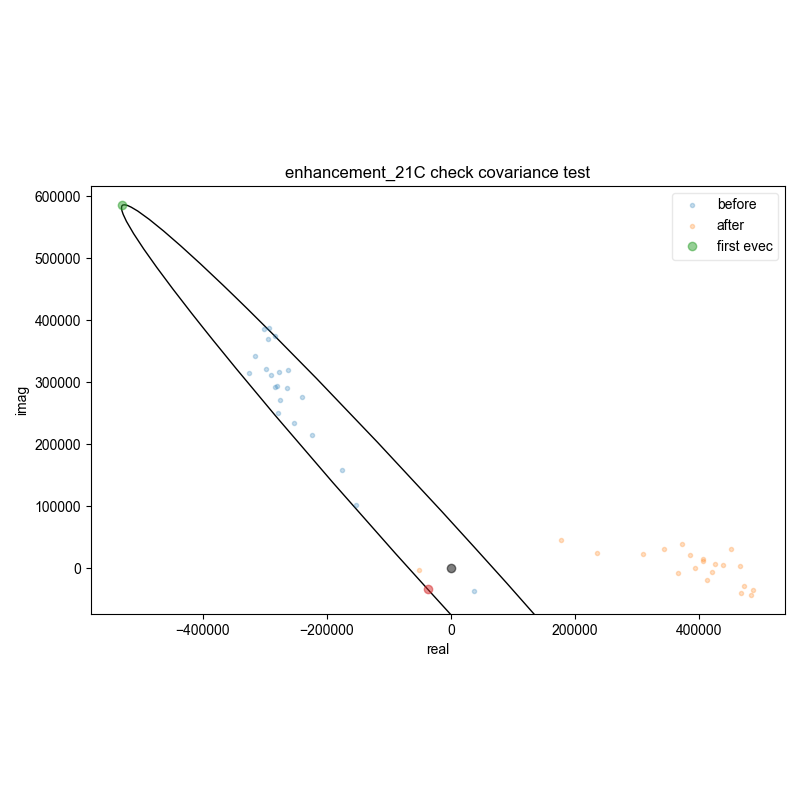 enhancement_21C check covariance test
before
after
first evec
600000
500000
400000
300000
200000
100000
0
imag
−400000 −200000 0 200000 400000
real